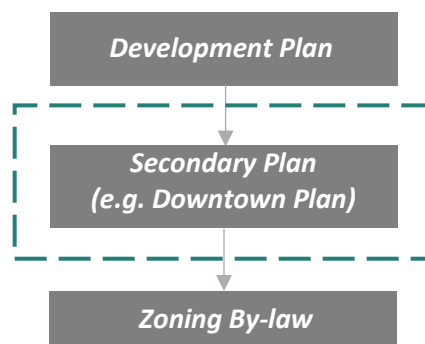 Development Plan
Secondary Plan
(e.g. Downtown Plan)
Zoning By-law